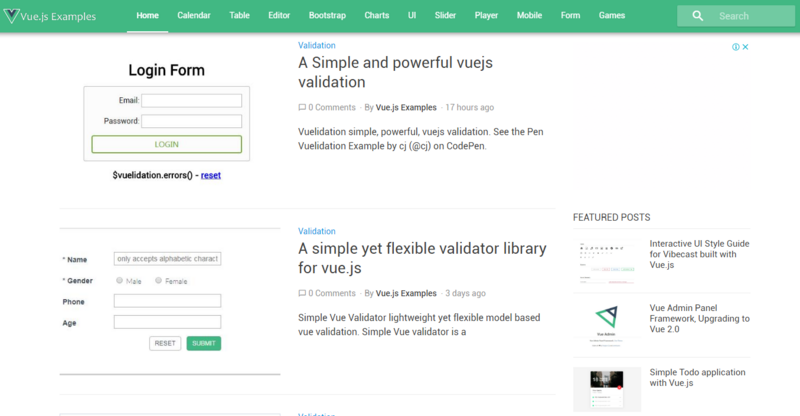 Vue.js Examples
Home Calendar Table Editor Bootstrap Charts UI Slider Player Mobile Form Games
Search
Login Form
Email:
Password:
LOGIN
$vuelidation.errors() - reset
Validation
A Simple and powerful vuejs
validation
0 Comments · By Vue.js Examples · 17 hours ago
Vuelidation simple, powerful, vuejs validation. See the Pen
Vuelidation Example by cj (@cj) on CodePen.
* Name only accepts alphabetic charact
* Gender Male Female
Phone
Age
RESET SUBMIT
Validation
A simple yet flexible validator library
for vue.js
0 Comments · By Vue.js Examples · 3 days ago
Simple Vue Validator lightweight yet flexible model based
vue validation. Simple Vue validator is a
Validation
FEATURED POSTS
Interactive UI Style Guide
for Vibecast built with
Vue.js
Vue Admin
Vue Admin Panel
Framework, Upgrading to
Vue 2.0
Simple Todo application
with Vue.js